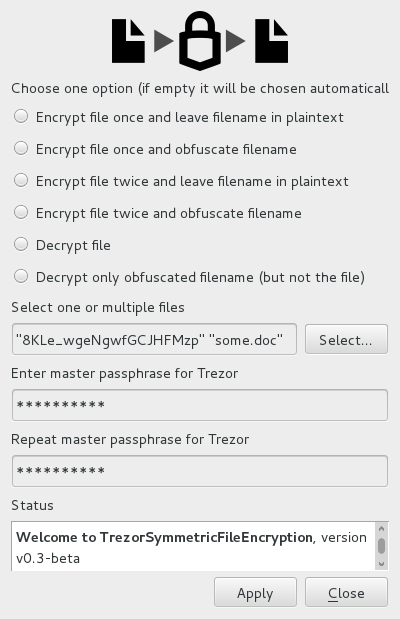 Choose one option (if empty it will be chosen automaticall
Encrypt file once and leave filename in plaintext
Encrypt file once and obfuscate filename
Encrypt file twice and leave filename in plaintext
Encrypt file twice and obfuscate filename
Decrypt file
Decrypt only obfuscated filename (but not the file)
Select one or multiple files
"8KLe_wgeNgwfGCJHFMzp" "some.doc"
Select...
Enter master passphrase for Trezor
**********
Repeat master passphrase for Trezor
**********
Status
Welcome to TrezorSymmetricFileEncryption, version
v0.3-beta
Apply
Close